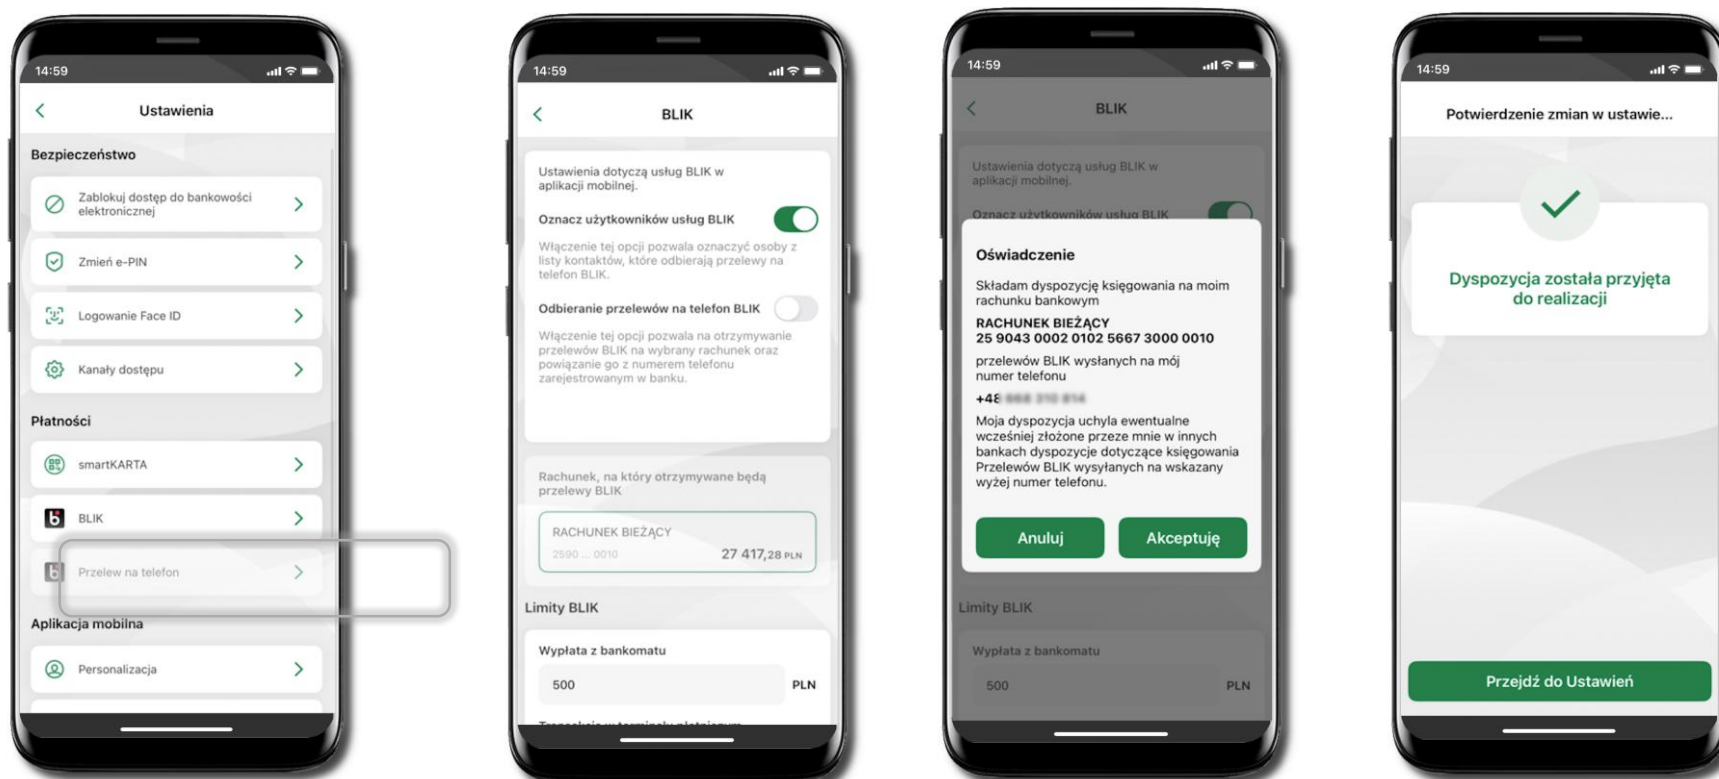 14:59
Ustawienia
Bezpieczeństwo
Zablokuj dostęp do bankowości
elektronicznej
Zmień e-PIN
Logowanie Face ID
Kanały dostępu
Płatności
smartKARTA
BLIK
Przelew na telefon
Aplikacja mobilna
Personalizacja
14:59
BLIK
Ustawienia dotyczą usług BLIK w
aplikacji mobilnej.
Oznacz użytkowników usług BLIK
Włączenie tej opcji pozwala oznaczyć osoby z
listy kontaktów, które odbierają przelewy na
telefon BLIK.
Odbieranie przelewów na telefon BLIK
Włączenie tej opcji pozwala na otrzymywanie
przelewów BLIK na wybrany rachunek oraz
powiązanie go z numerem telefonu
zarejestrowanym w banku.
Rachunek, na który otrzymywane będą
przelewy BLIK
RACHUNEK BIEŻĄCY
2590 ... 0010 27 417,28 PLN
Limity BLIK
Wypłata z bankomatu
500 PLN
14:59
BLIK
Ustawienia dotyczą usług BLIK w
aplikacji mobilnej.
Oznacz użytkowników usług BLIK
Oświadczenie
Składam dyspozycję księgowania na moim
rachunku bankowym
RACHUNEK BIEŻĄCY
25 9043 0002 0102 5667 3000 0010
przelewów BLIK wysłanych na mój
numer telefonu
+48
Moja dyspozycja uchyla ewentualne
wcześniej złożone przeze mnie w innych
bankach dyspozycje dotyczące księgowania
Przelewów BLIK wysyłanych na wskazany
wyżej numer telefonu.
Anuluj Akceptuję
Limity BLIK
Wypłata z bankomatu
500 PLN
14:59
Potwierdzenie zmian w ustawie...
Dyspozycja została przyjęta
do realizacji
Przejdź do Ustawień